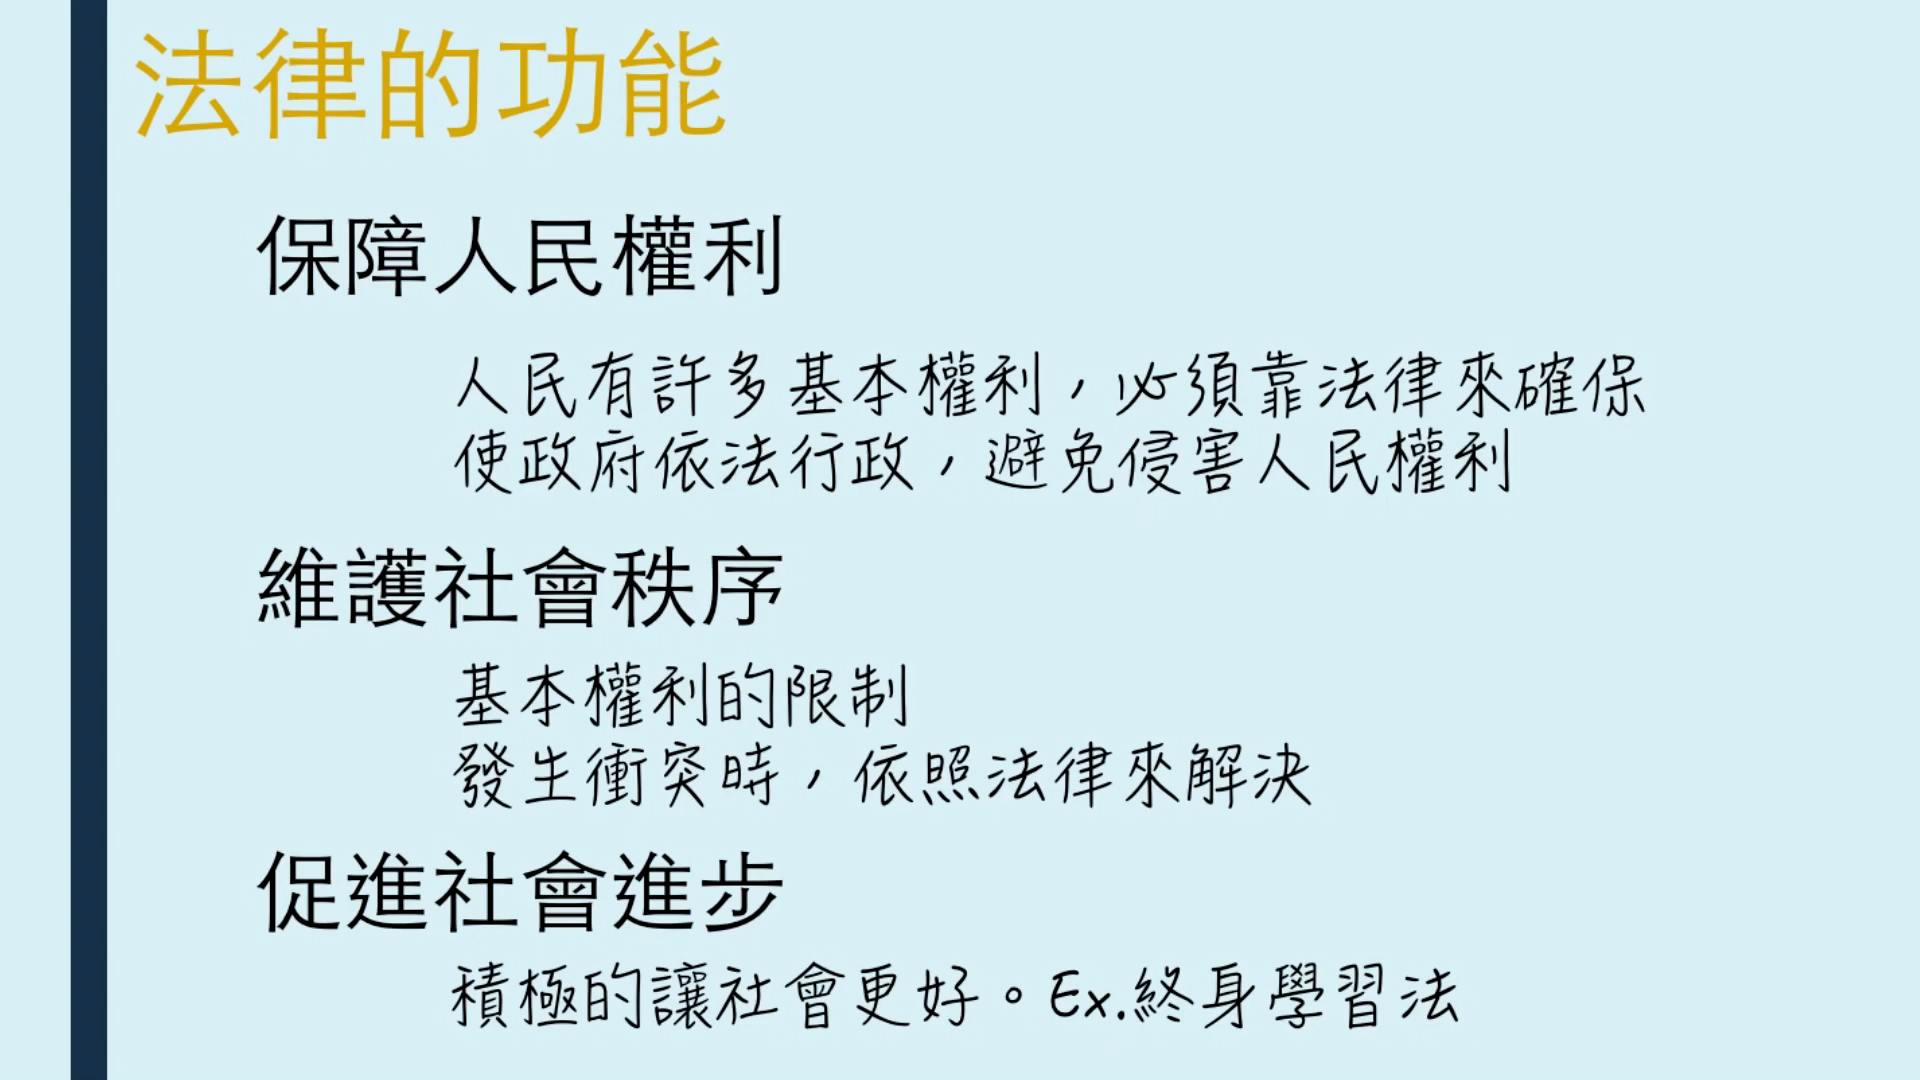 法律的功能
保障人民權利
人民有許多基本權利，必須靠法律來確保
使政府依法行政，避免侵害人民權利
維護社會秩序
基本權利的限制
發生衝突時，依照法律來解決
促進社會進步
積極的讓社會更好。Ex.終身學習法